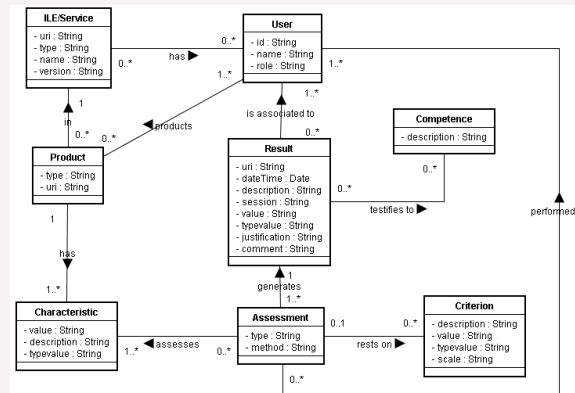 ILE/Service
- uri : String
- type : String
- name : String
- version : String
0..*
has
0..*
User
- id : String
- name : String
- role : String
1..*
1..*
1..*
1
in
0..*
0..*
products
is associated to
0..*
Competence
- description : String
0..*
Product
- type : String
- uri : String
1
has
1..*
Result
- uri : String
- dateTime : Date
- description : String
- session : String
- value : String
- typevalue : String
- justification : String
- comment : String
0..*
testifies to
performed
1
generates
1..*
Characteristic
- value : String
- description : String
- typevalue : String
1..*
assesses
0..*
Assessment
- type : String
- method : String
0..1
rests on
0..*
Criterion
- description : String
- value : String
- typevalue : String
- scale : String
0..*